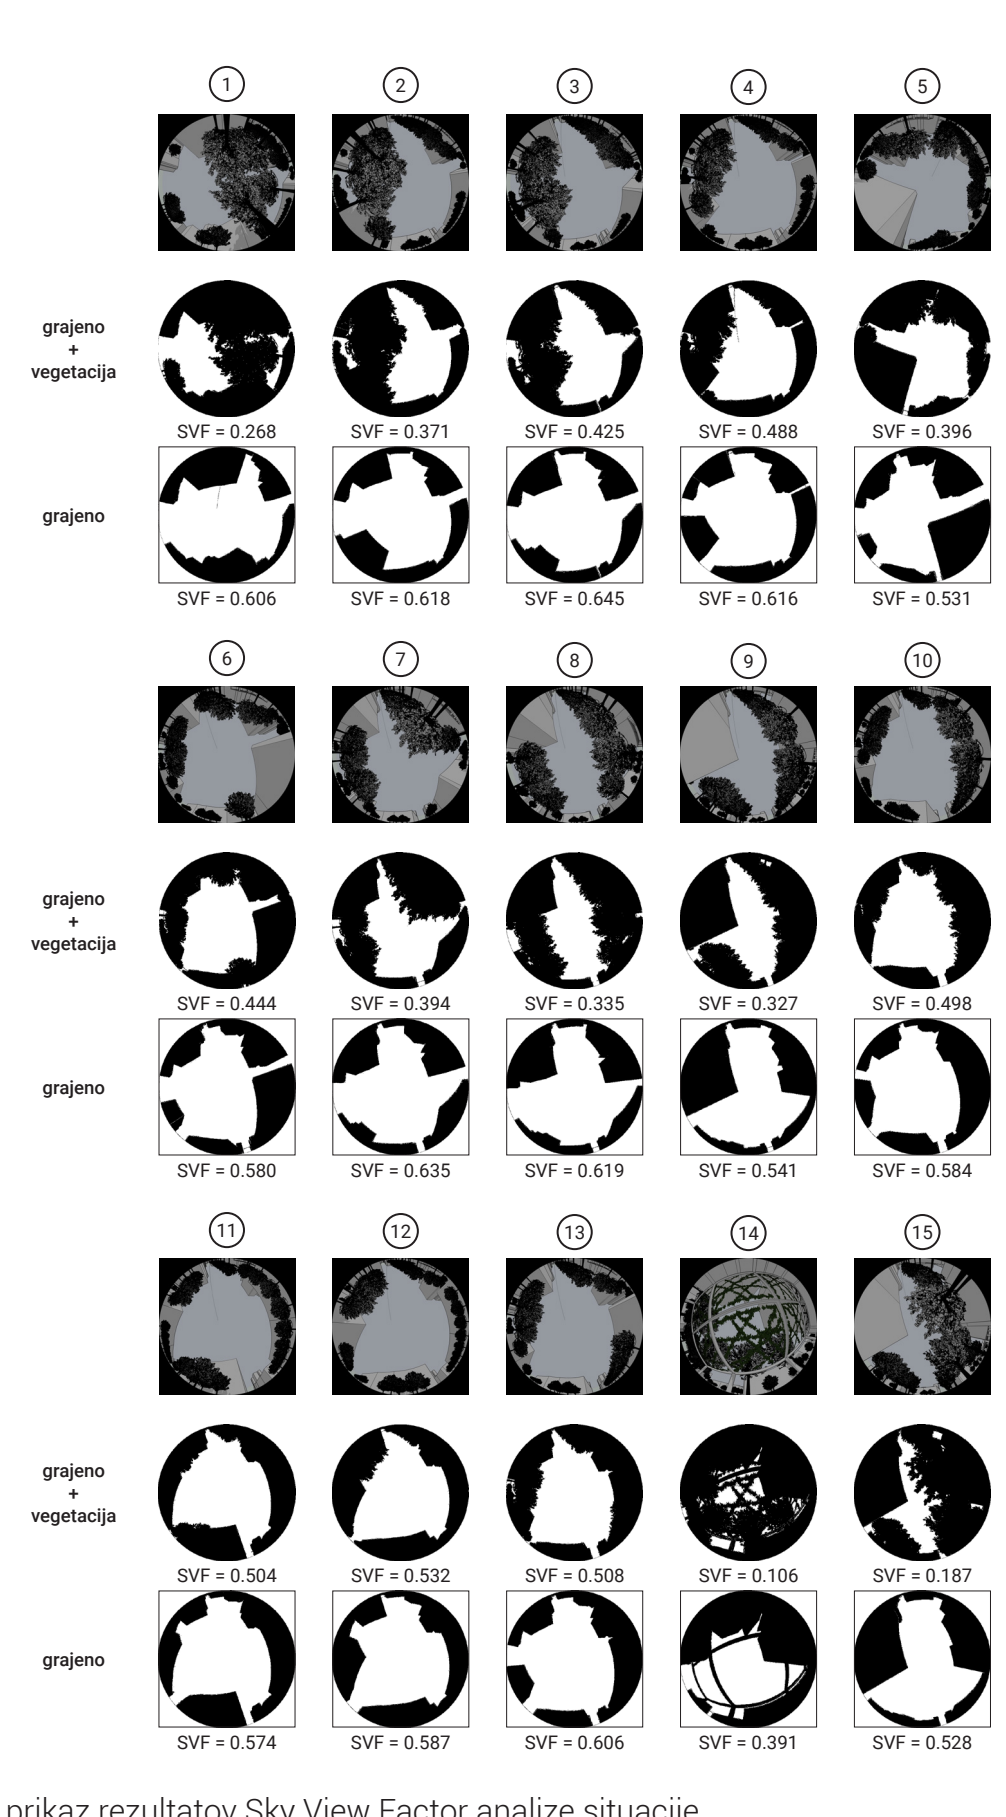 1 2 3 4 5
grajeno
+
vegetacija
SVF = 0.268 SVF = 0.371 SVF = 0.425 SVF = 0.488 SVF = 0.396
grajeno
SVF = 0.606 SVF = 0.618 SVF = 0.645 SVF = 0.616 SVF = 0.531
6 7 8 9 10
grajeno
+
vegetacija
SVF = 0.444 SVF = 0.394 SVF = 0.335 SVF = 0.327 SVF = 0.498
grajeno
SVF = 0.580 SVF = 0.635 SVF = 0.619 SVF = 0.541 SVF = 0.584
11 12 13 14 15
grajeno
+
vegetacija
SVF = 0.504 SVF = 0.532 SVF = 0.508 SVF = 0.106 SVF = 0.187
grajeno
SVF = 0.574 SVF = 0.587 SVF = 0.606 SVF = 0.391 SVF = 0.528
prikaz rezultatov Sky View Factor analize situacije